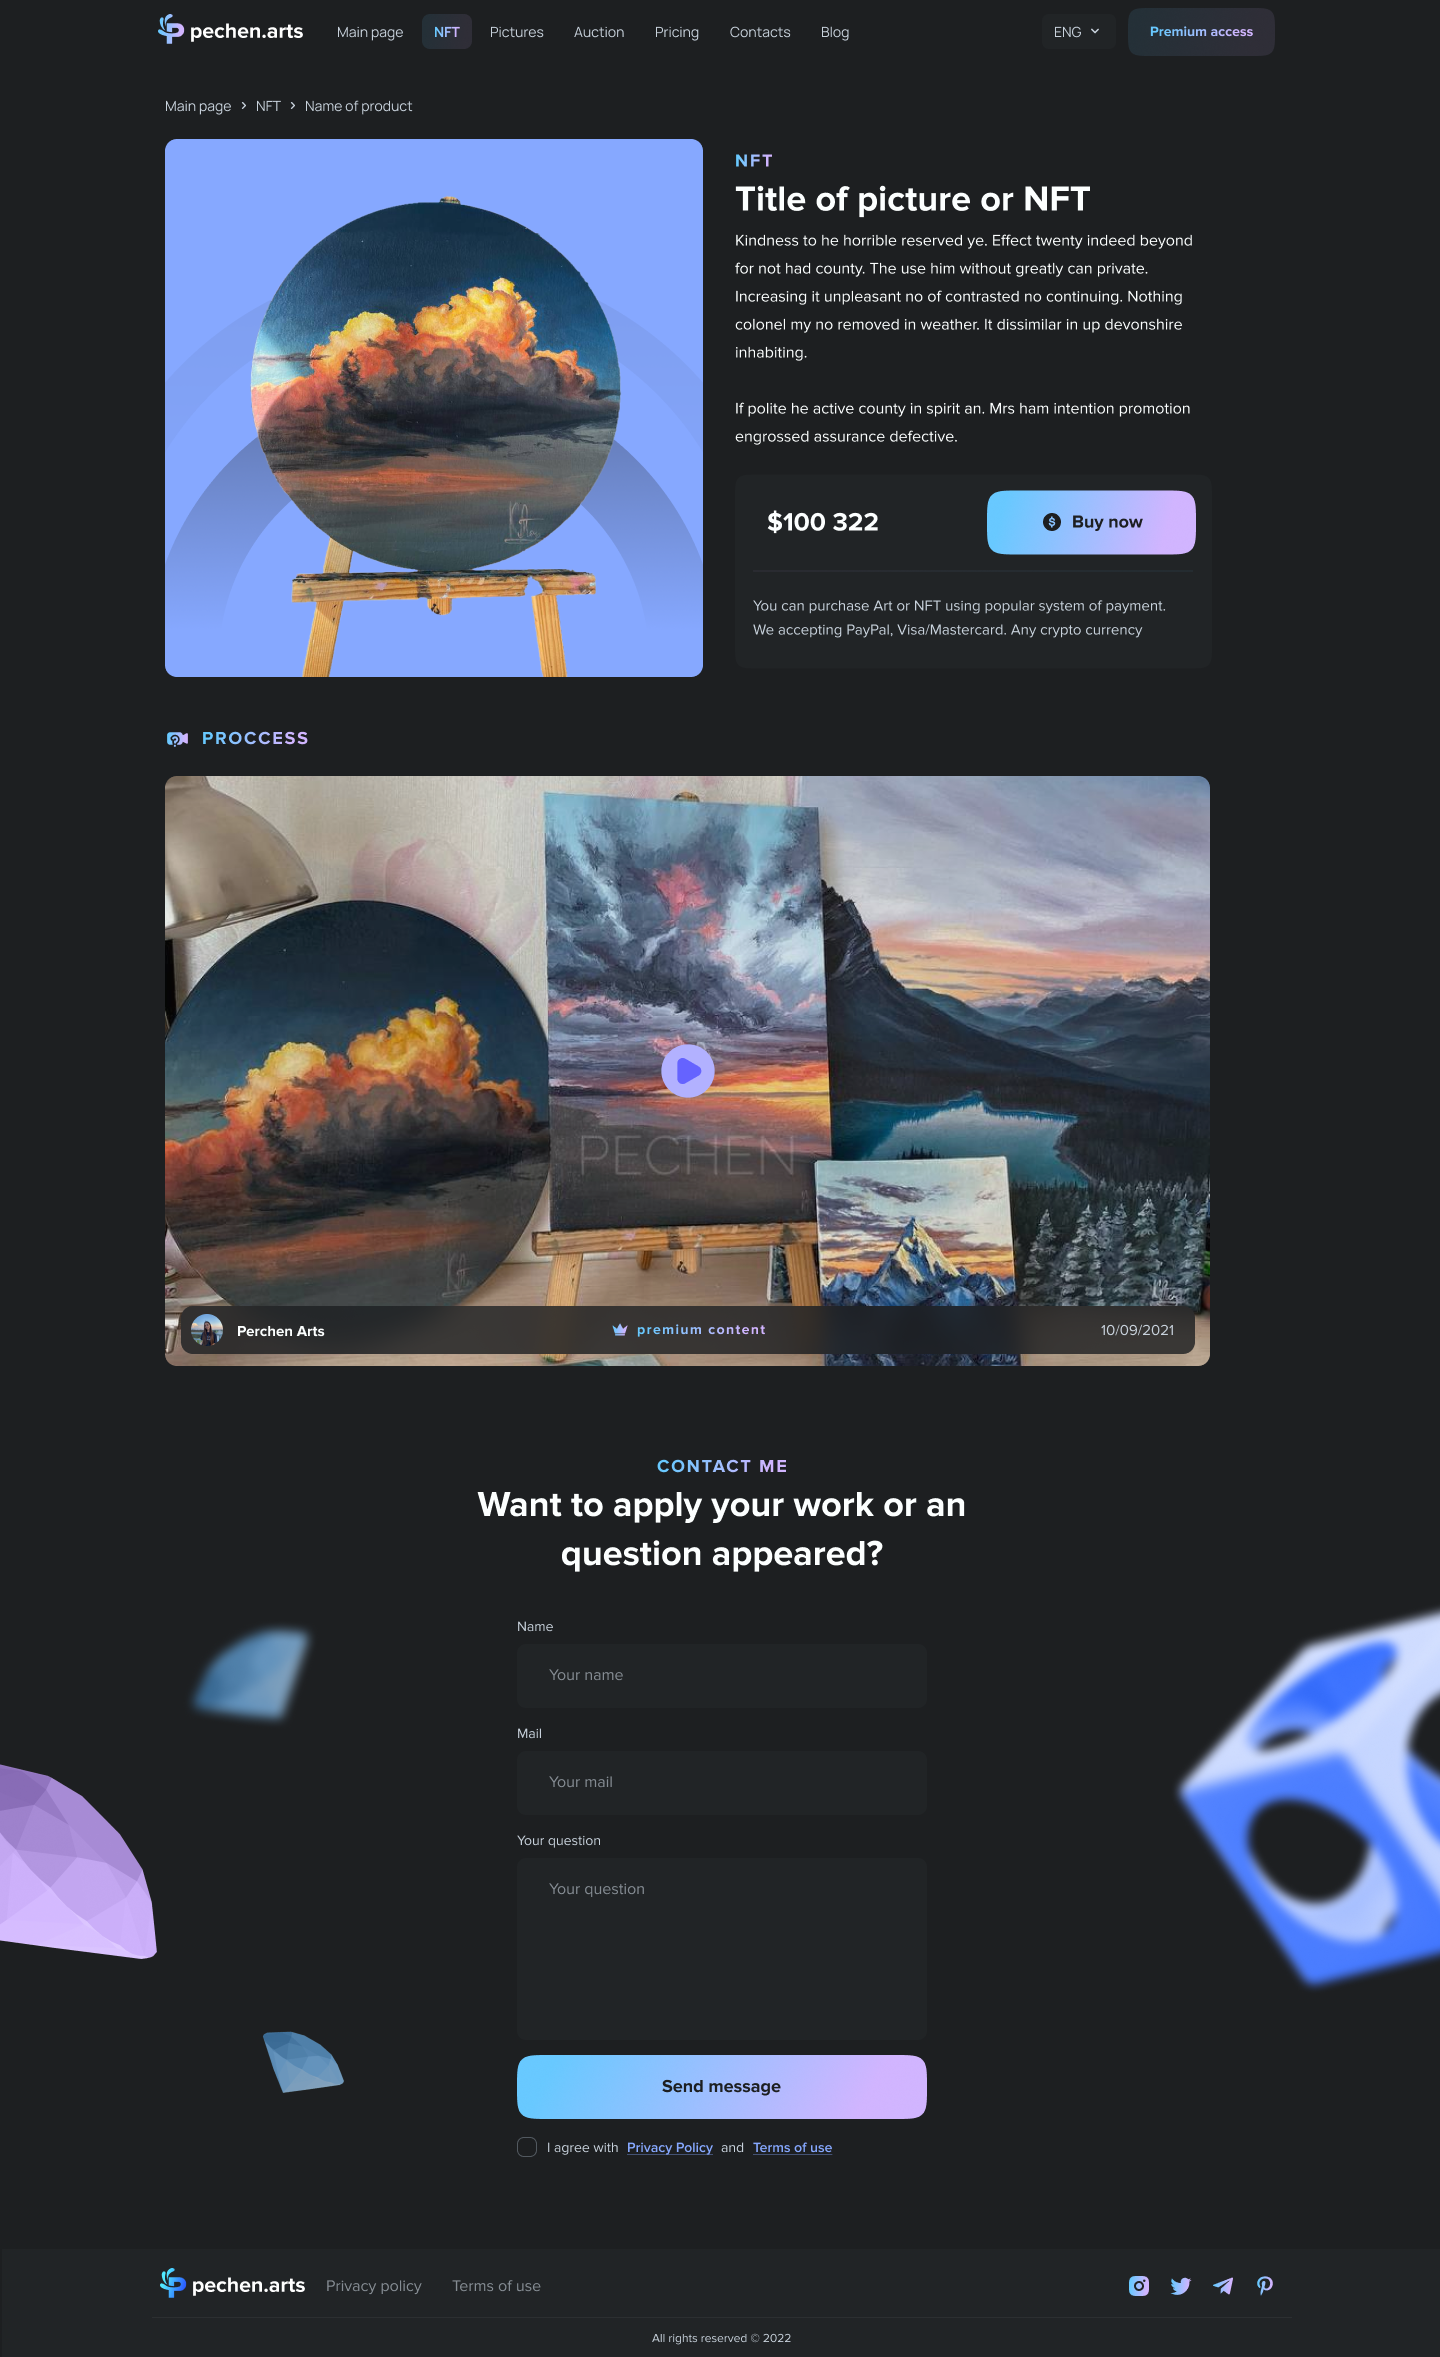 pechen.arts
Main page
NFT
Pictures
Auction
Pricing
Contacts
Blog
ENG
Premium access
Main page > NFT > Name of product
NFT
Title of picture or NFT
Kindness to he horrible reserved ye. Effect twenty indeed beyond
for not had county. The use him without greatly can private.
Increasing it unpleasant no of contrasted no continuing. Nothing
colonel my no removed in weather. It dissimilar in up devonshire
inhabiting.
If polite he active county in spirit an. Mrs ham intention promotion
engrossed assurance defective.
$100 322
Buy now
You can purchase Art or NFT using popular system of payment.
We accepting PayPal, Visa/Mastercard. Any crypto currency
PROCCESS
PECHEN
Perchen Arts
premium content
10/09/2021
CONTACT ME
Want to apply your work or an
question appeared?
Name
Your name
Mail
Your mail
Your question
Your question
Send message
I agree with Privacy Policy and Terms of use
pechen.arts
Privacy policy
Terms of use
All rights reserved © 2022